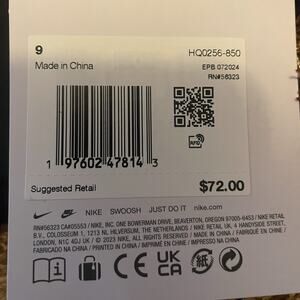 9
HQ0256-850
Made in China
EPB 072024
RN#56323
RFID
1 97602 47814 3
Suggested Retail
$72.00
NIKE SWOOSH JUST DO IT nike.com
RN#56323 CA#05553 / NIKE, INC, ONE BOWERMAN DRIVE, BEAVERTON, OREGON 97005-6453 / NIKE RETAIL
B.V., COLOSSEUM 1, 1213 NL HILVERSUM, THE NETHERLANDS / NIKE RETAIL UK, 4 HANDYSIDE STREET,
LONDON, N1C 4DJ UK / © 2023 NIKE, INC. ALL RIGHTS RESERVED / MADE IN CHINA / FABRIQUÉ EN CHINE /
FABRICADO EN CHINA / PRINTED IN CHINA / IMPRIMÉ EN CHINE / IMPRESSO NA CHINA
i
CE
UK
CA
紙